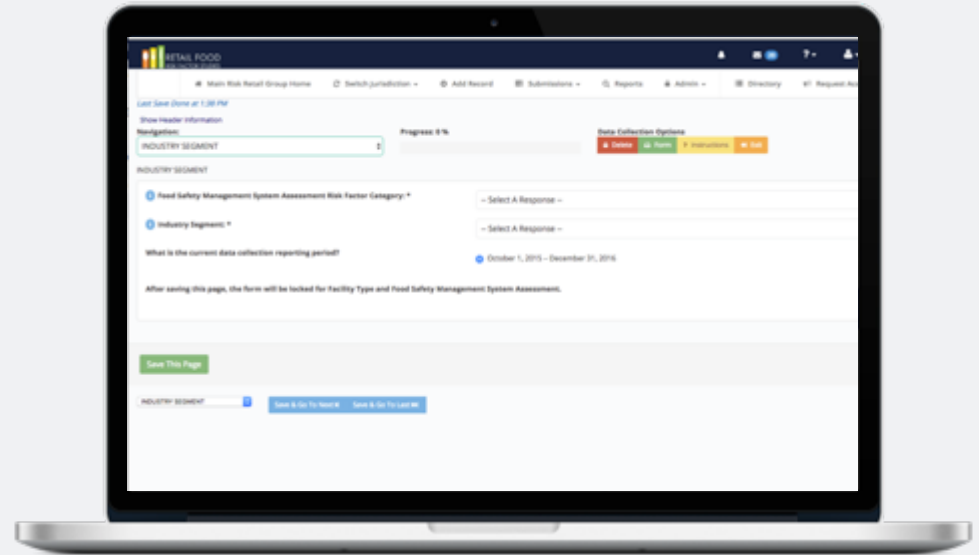 RETAIL FOOD
RISK FACTOR STUDIES
? 
Main Risk Retail Group Home Switch Jurisdiction Add Record Submissions Reports Admin Directory Request
Last Save Done at 1:38 PM
Show Header Information
Navigation: Progress: 0 % Data Collection Options
INDUSTRY SEGMENT Delete Form Instructions Exit
INDUSTRY SEGMENT
Food Safety Management System Assessment Risk Factor Category: * -- Select A Response --
Industry Segment: * -- Select A Response --
What is the current data collection reporting period? October 1, 2015 – December 31, 2016
After saving this page, the form will be locked for Facility Type and Food Safety Management System Assessment.
Save This Page
INDUSTRY SEGMENT Save & Go To Next Save & Go To Last